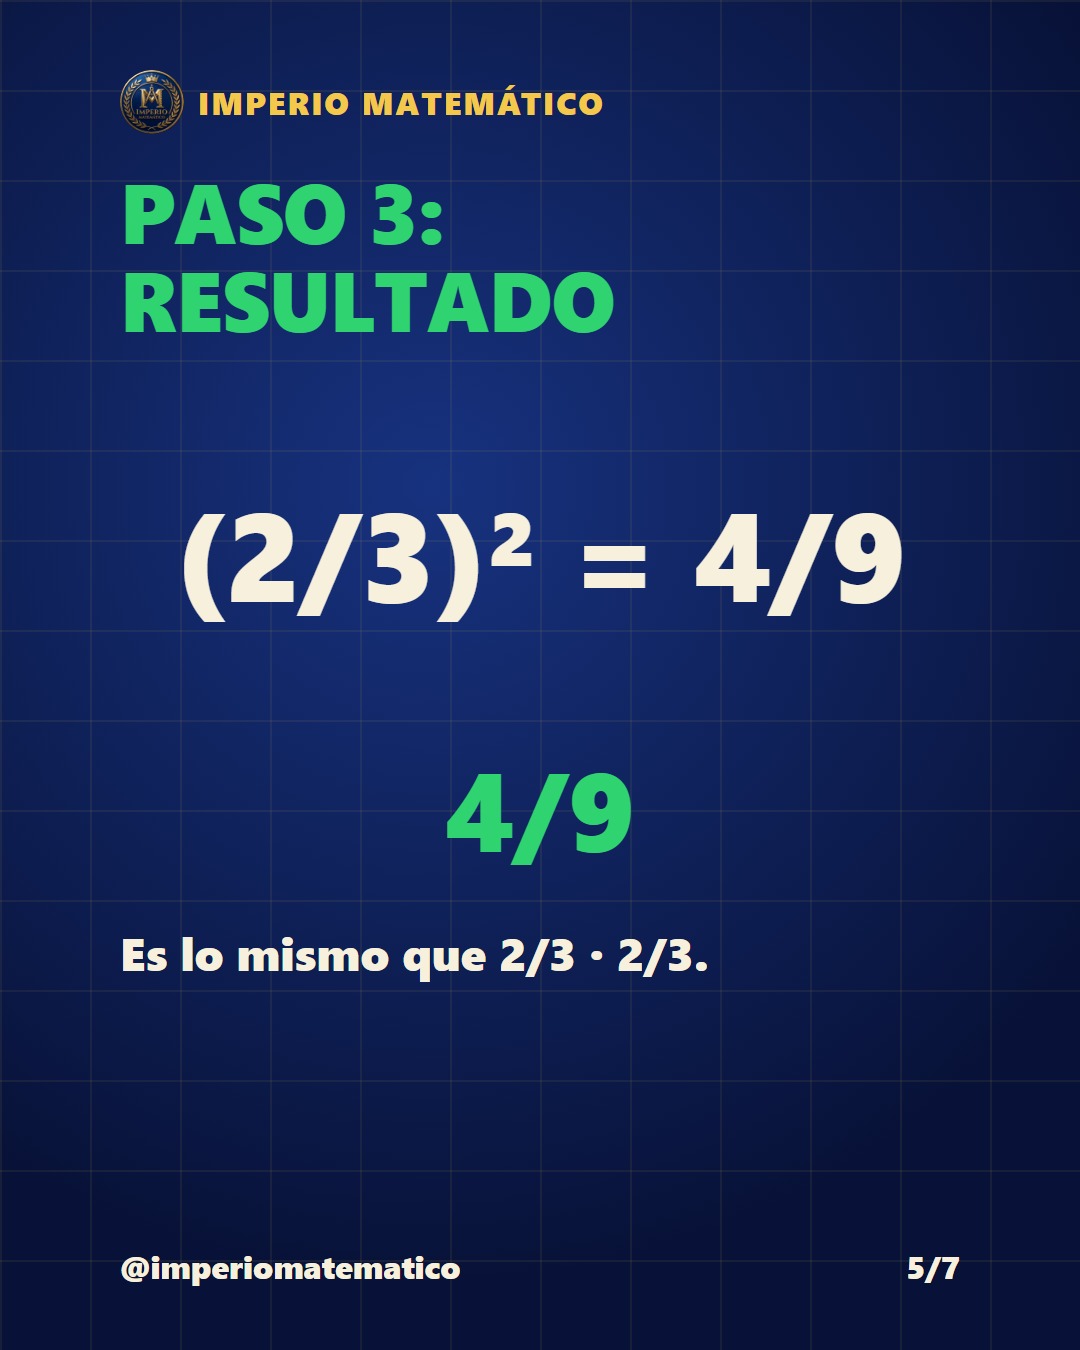 IMPERIO MATEMÁTICO
PASO 3:
RESULTADO
(2/3)² = 4/9
4/9
Es lo mismo que 2/3 · 2/3.
@imperiomatematico
5/7